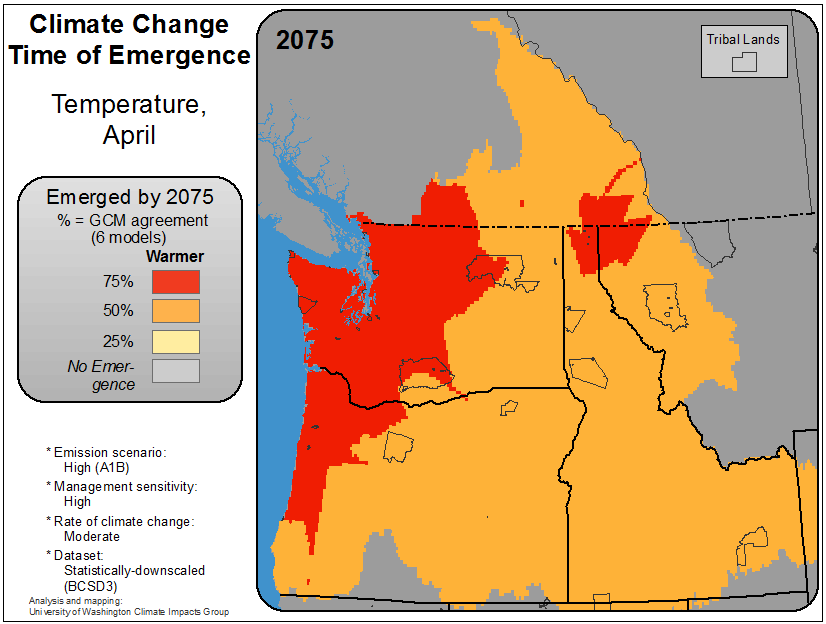 Climate Change
Time of Emergence
Temperature,
April
Emerged by 2075
% = GCM agreement
(6 models)
Warmer
75%
50%
25%
No Emer-
gence
* Emission scenario:
High (A1B)
* Management sensitivity:
High
* Rate of climate change:
Moderate
* Dataset:
Statistically-downscaled
(BCSD3)
Analysis and mapping:
University of Washington Climate Impacts Group
2075
Tribal Lands